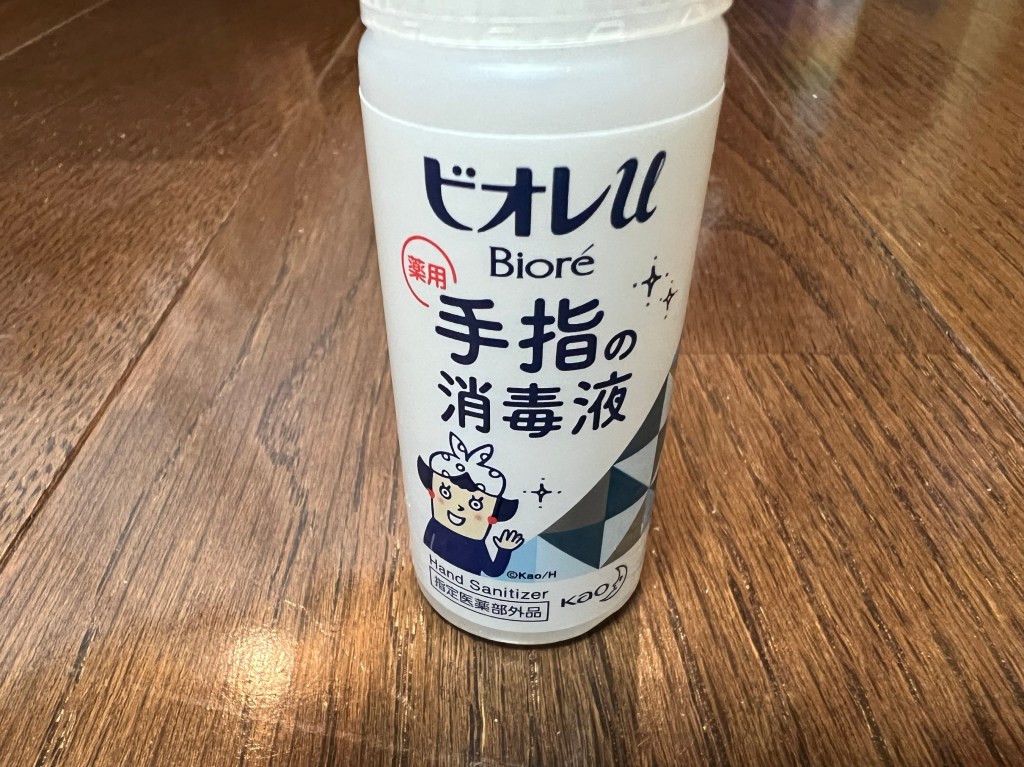 ビオレu
Bioré
薬用
手指の
消毒液
©Kao/H
Hand Sanitizer
指定医薬部外品
Kao